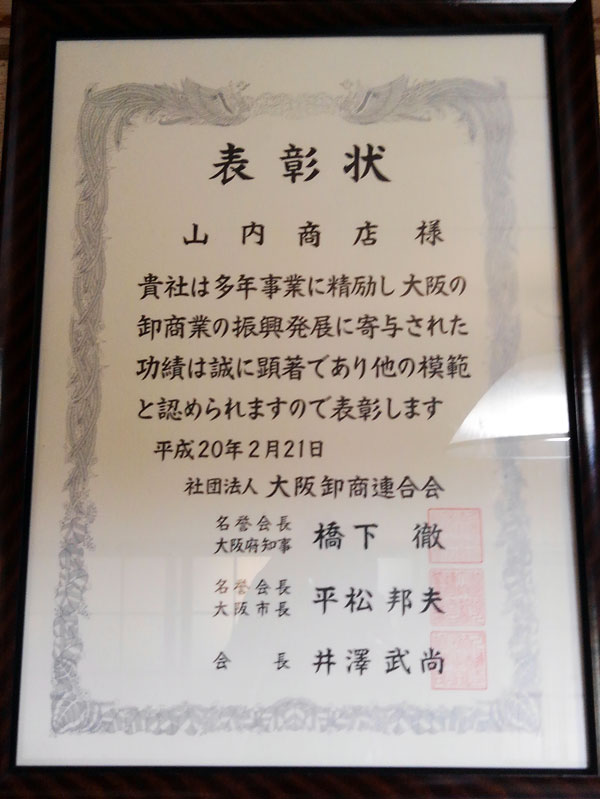 表彰状
山内商店様
貴社は多年事業に精励し大阪の
卸商業の振興発展に寄与された
功績は誠に顕著であり他の模範
と認められますので表彰します
平成20年2月21日
社団法人 大阪卸商連合会
名誉会長
大阪府知事 橋下 徹
名誉会長
大阪市長 平松邦夫
会長 井澤武尚